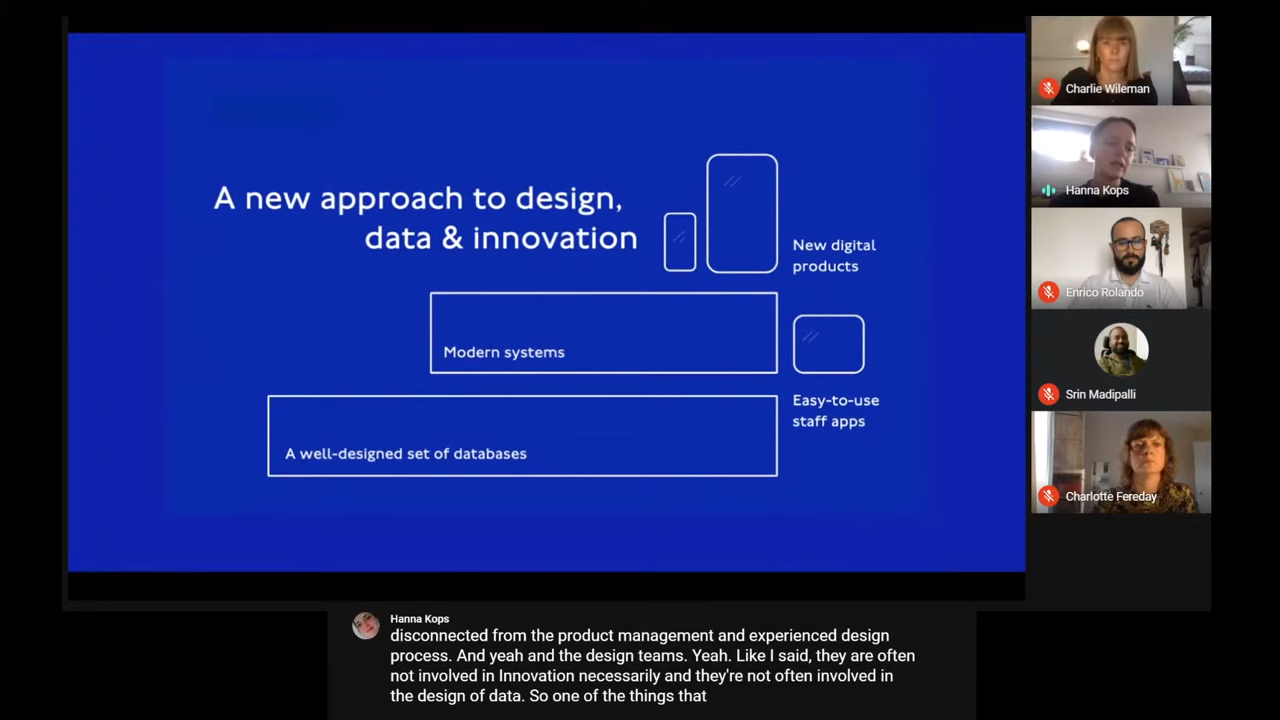 A new approach to design,
data & innovation
New digital
products
Modern systems
Easy-to-use
staff apps
A well-designed set of databases
Charlie Wileman
Hanna Kops
Enrico Rolando
Srin Madipalli
Charlotte Fereday
Hanna Kops
disconnected from the product management and experienced design
process. And yeah and the design teams. Yeah. Like I said, they are often
not involved in Innovation necessarily and they're not often involved in
the design of data. So one of the things that